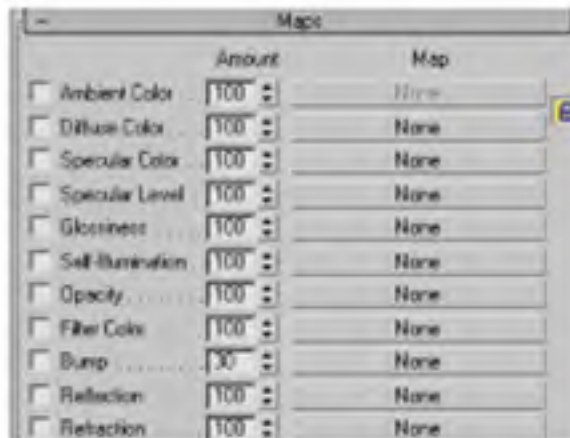 - Maps
Amount Map
Ambient Color 100 None
Diffuse Color 100 None
Specular Color 100 None
Specular Level 100 None
Glossiness 100 None
Self-Illumination 100 None
Opacity 100 None
Filter Color 100 None
Bump 30 None
Reflection 100 None
Refraction 100 None